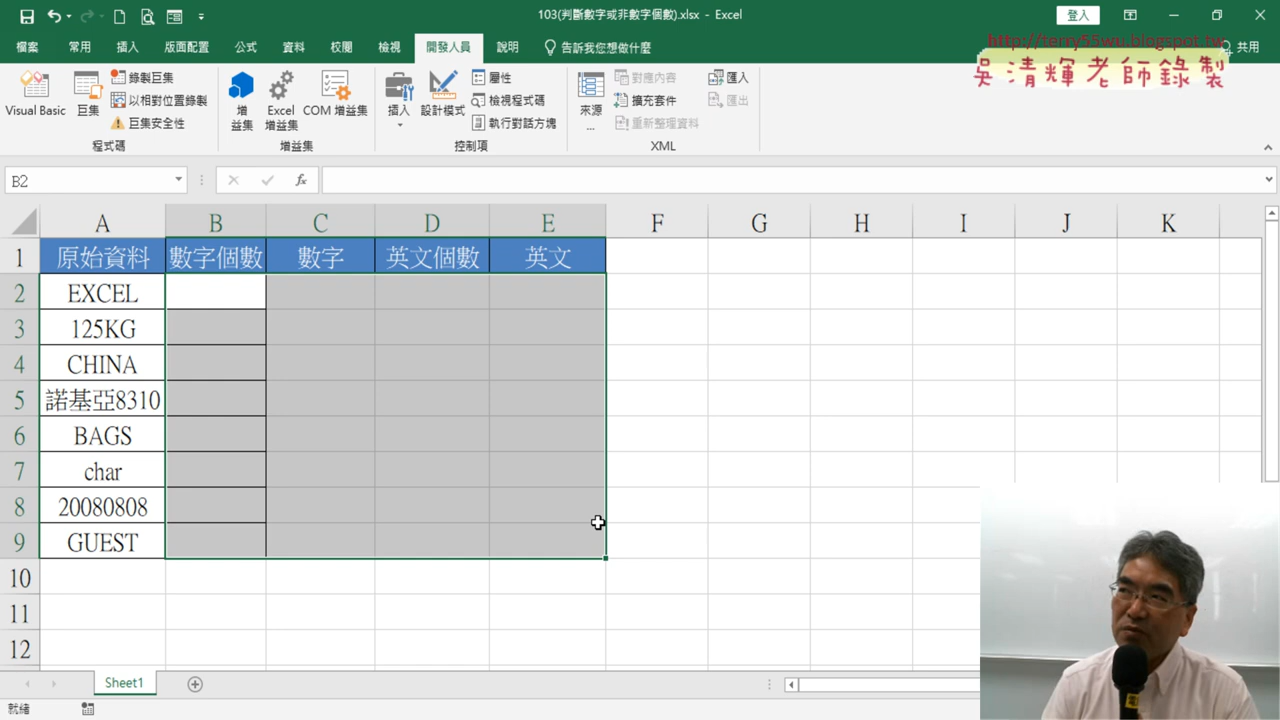 103(判斷數字或非數字個數).xlsx - Excel
登入
檔案 常用 插入 版面配置 公式 資料 校閱 檢視 開發人員 說明 告訴我您想做什麼 共用
http://terry55wu.blogspot.tw
吳清輝老師錄製
Visual Basic
巨集
錄製巨集
以相對位置錄製
巨集安全性
程式碼
增益集
Excel 增益集
COM 增益集
增益集
插入
設計模式
屬性
檢視程式碼
執行對話方塊
控制項
來源
...
對應內容
擴充套件
重新整理資料
匯入
匯出
XML
B2
fx
A B C D E F G H I J K
1 原始資料 數字個數 數字 英文個數 英文
2 EXCEL
3 125KG
4 CHINA
5 諾基亞8310
6 BAGS
7 char
8 20080808
9 GUEST
10
11
12
Sheet1
就緒